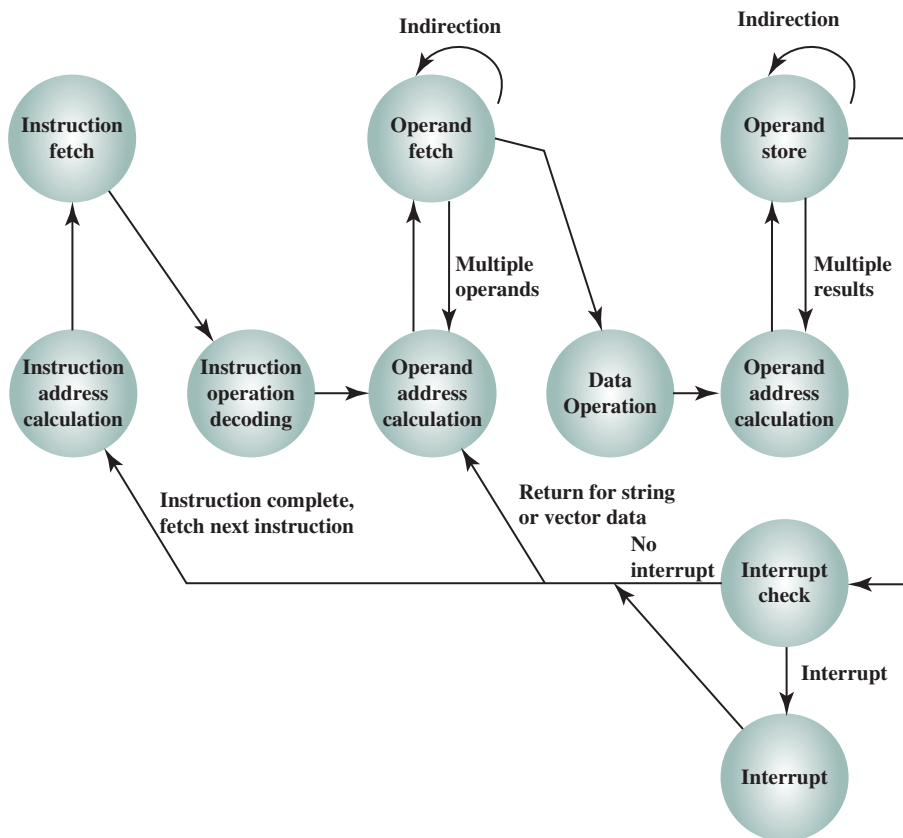 Indirection
Indirection
Instruction
fetch
Operand
fetch
Operand
store
Multiple
operands
Multiple
results
Instruction
address
calculation
Instruction
operation
decoding
Operand
address
calculation
Data
Operation
Operand
address
calculation
Instruction complete,
fetch next instruction
Return for string
or vector data
No
interrupt
Interrupt
check
Interrupt
Interrupt